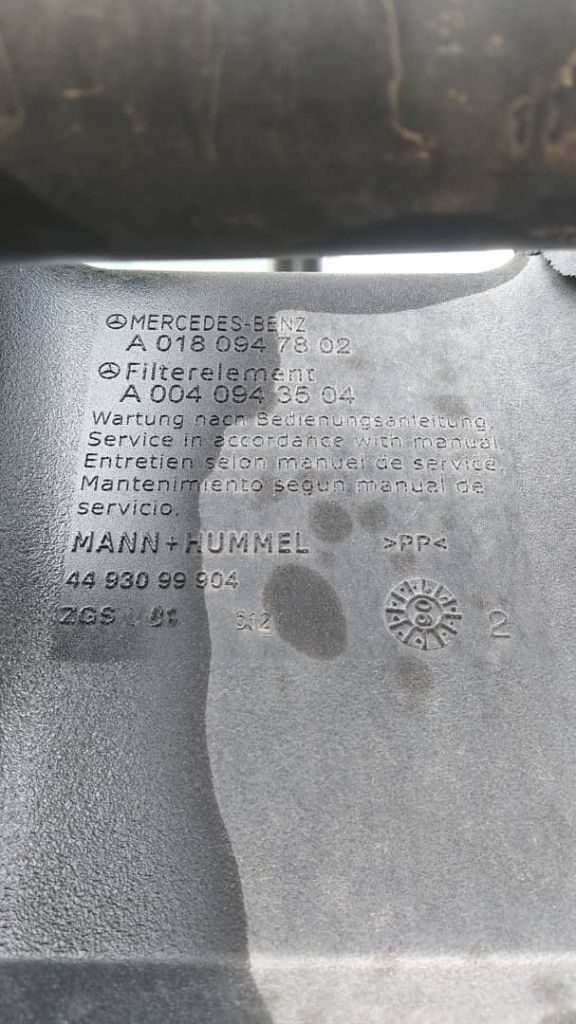 MERCEDES-BENZ
A 018 094 78 02
Filterelement
A 004 094 35 04
Wartung nach Bedienungsanleitung.
Service in accordance with manual.
Entretien selon manuel de service.
Mantenimiento segun manual de
servicio.
MANN+HUMMEL >PP<
44 930 99 904
ZGS 2